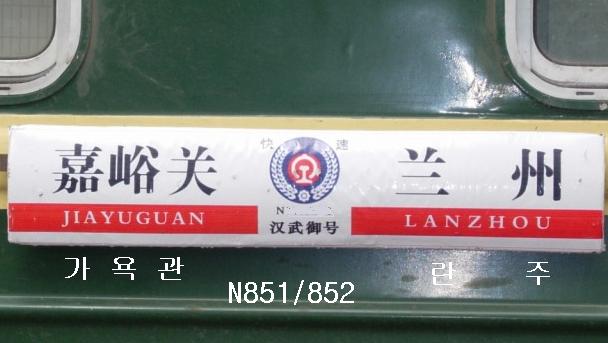 快 速
嘉峪关 兰州
JIAYUGUAN LANZHOU
汉武御号
가욕관 란주
N851/852